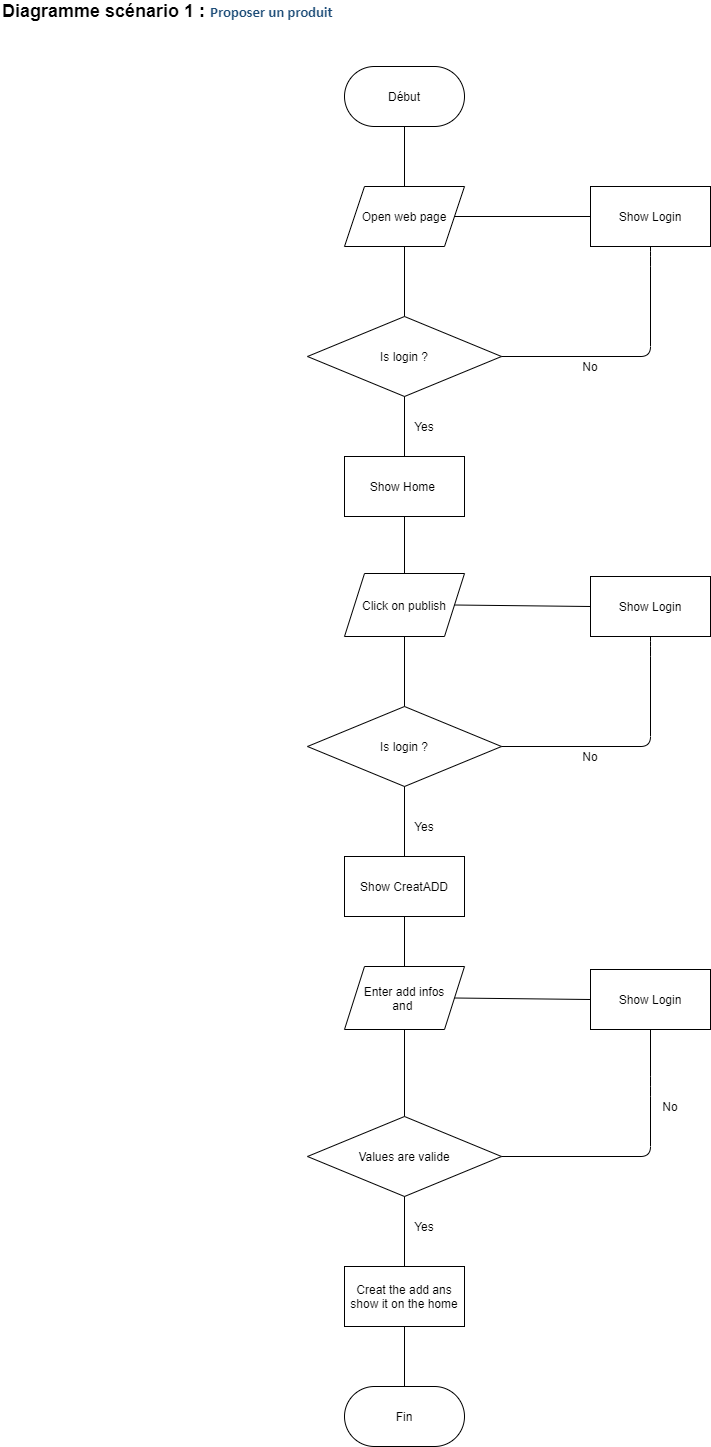 Diagramme scénario 1 : Proposer un produit
Début
Open web page
Show Login
Is login ?
No
Yes
Show Home
Click on publish
Show Login
Is login ?
No
Yes
Show CreatADD
Enter add infos
and
Show Login
No
Values are valide
Yes
Creat the add ans
show it on the home
Fin